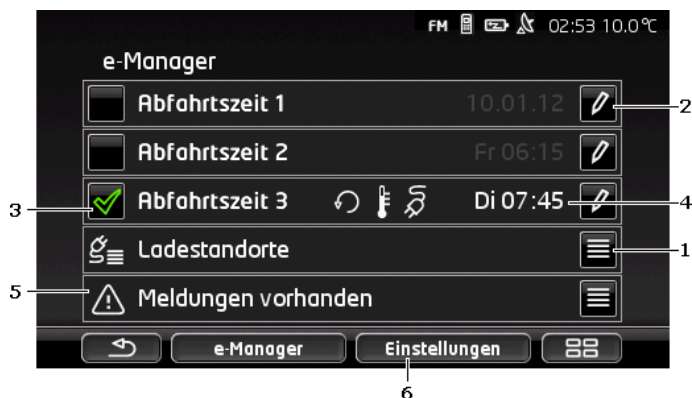 FM 02:53 10.0°C
e-Manager
Abfahrtszeit 1 10.01.12 2
Abfahrtszeit 2 Fr 06:15
3 Abfahrtszeit 3 Di 07:45 4
Ladestandorte 1
5 Meldungen vorhanden
e-Manager Einstellungen
6